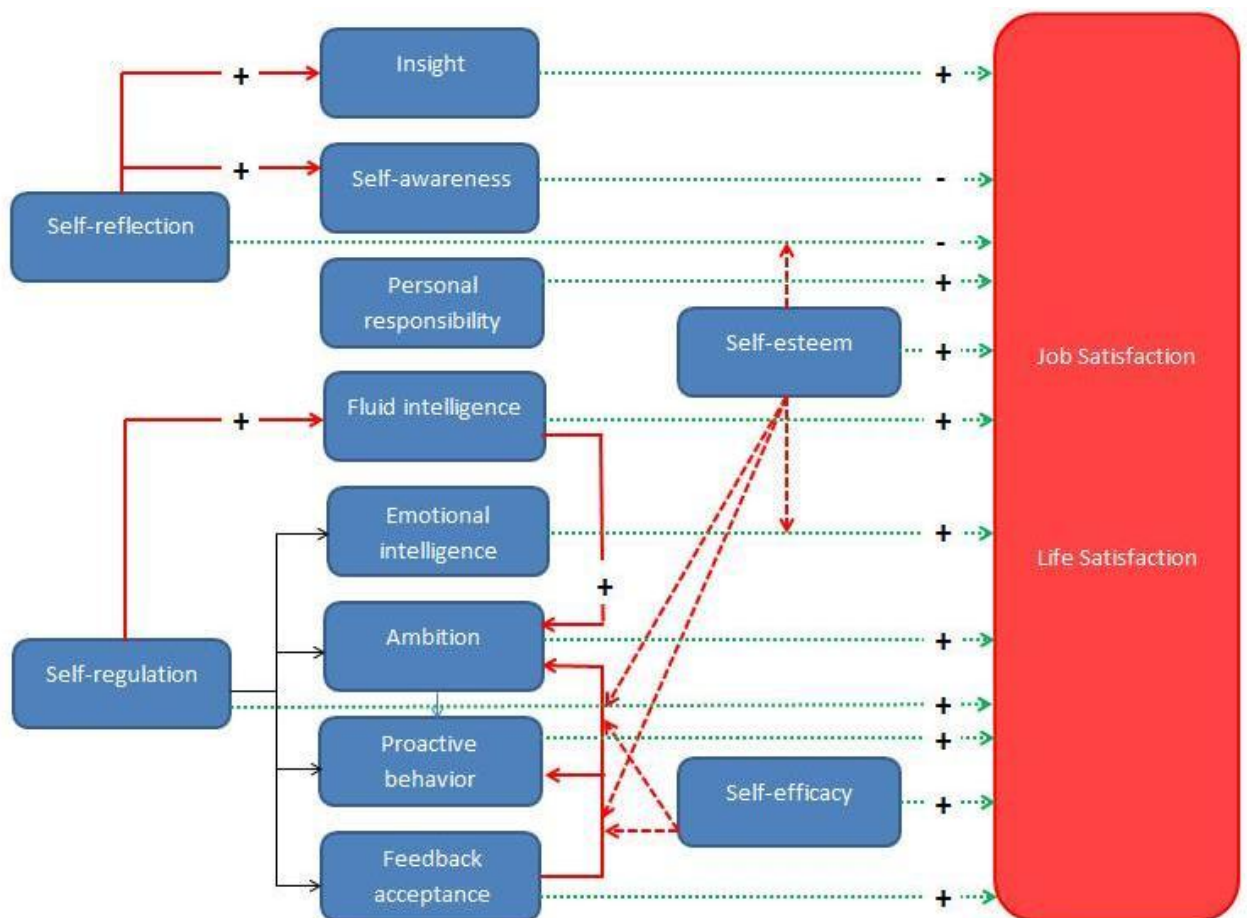 Insight
+
+
Self-awareness
+
-
Self-reflection
-
Personal
responsibility
+
Self-esteem
+
Job Satisfaction
Fluid intelligence
+
+
Emotional
intelligence
+
Life Satisfaction
+
Ambition
+
Self-regulation
+
Proactive
behavior
+
Self-efficacy
+
Feedback
acceptance
+